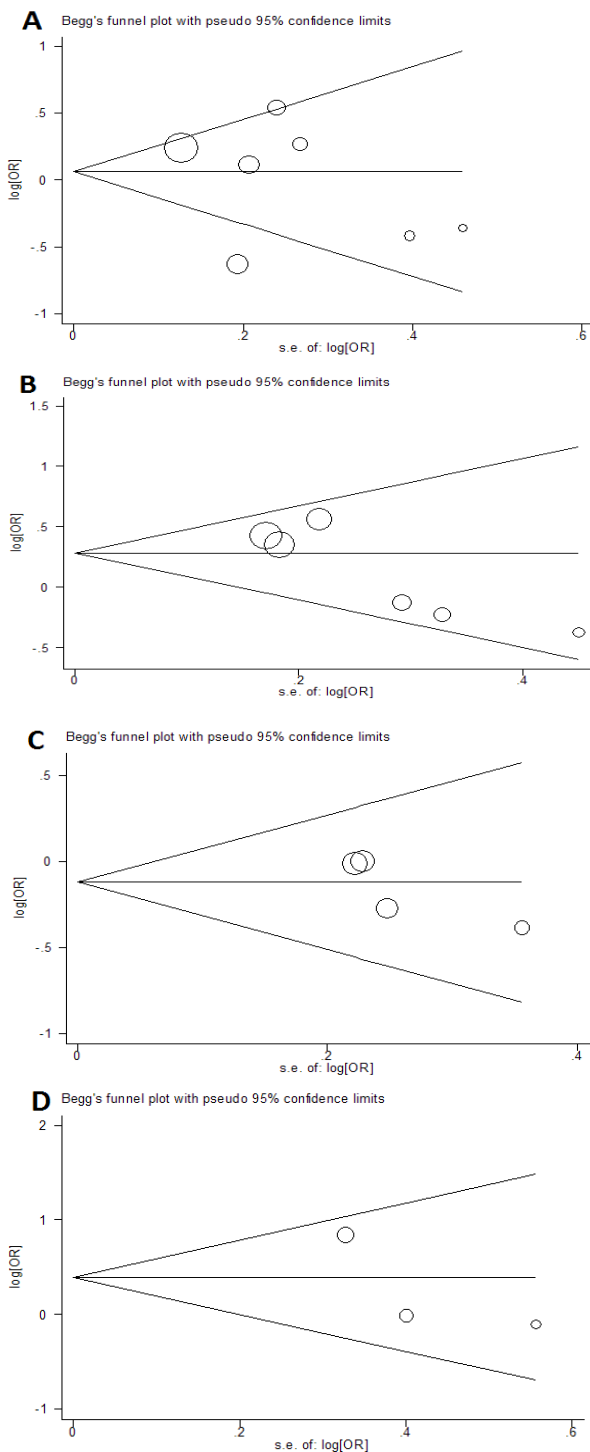 A Begg's funnel plot with pseudo 95% confidence limits
log[OR]
1
.5
0
-.5
-1
0 .2 .4 .6
s.e. of: log[OR]
B Begg's funnel plot with pseudo 95% confidence limits
log[OR]
1.5
1
.5
0
-.5
0 .2 .4
s.e. of: log[OR]
C Begg's funnel plot with pseudo 95% confidence limits
log[OR]
.5
0
-.5
-1
0 .2 .4
s.e. of: log[OR]
D Begg's funnel plot with pseudo 95% confidence limits
log[OR]
2
1
0
-1
0 .2 .4 .6
s.e. of: log[OR]